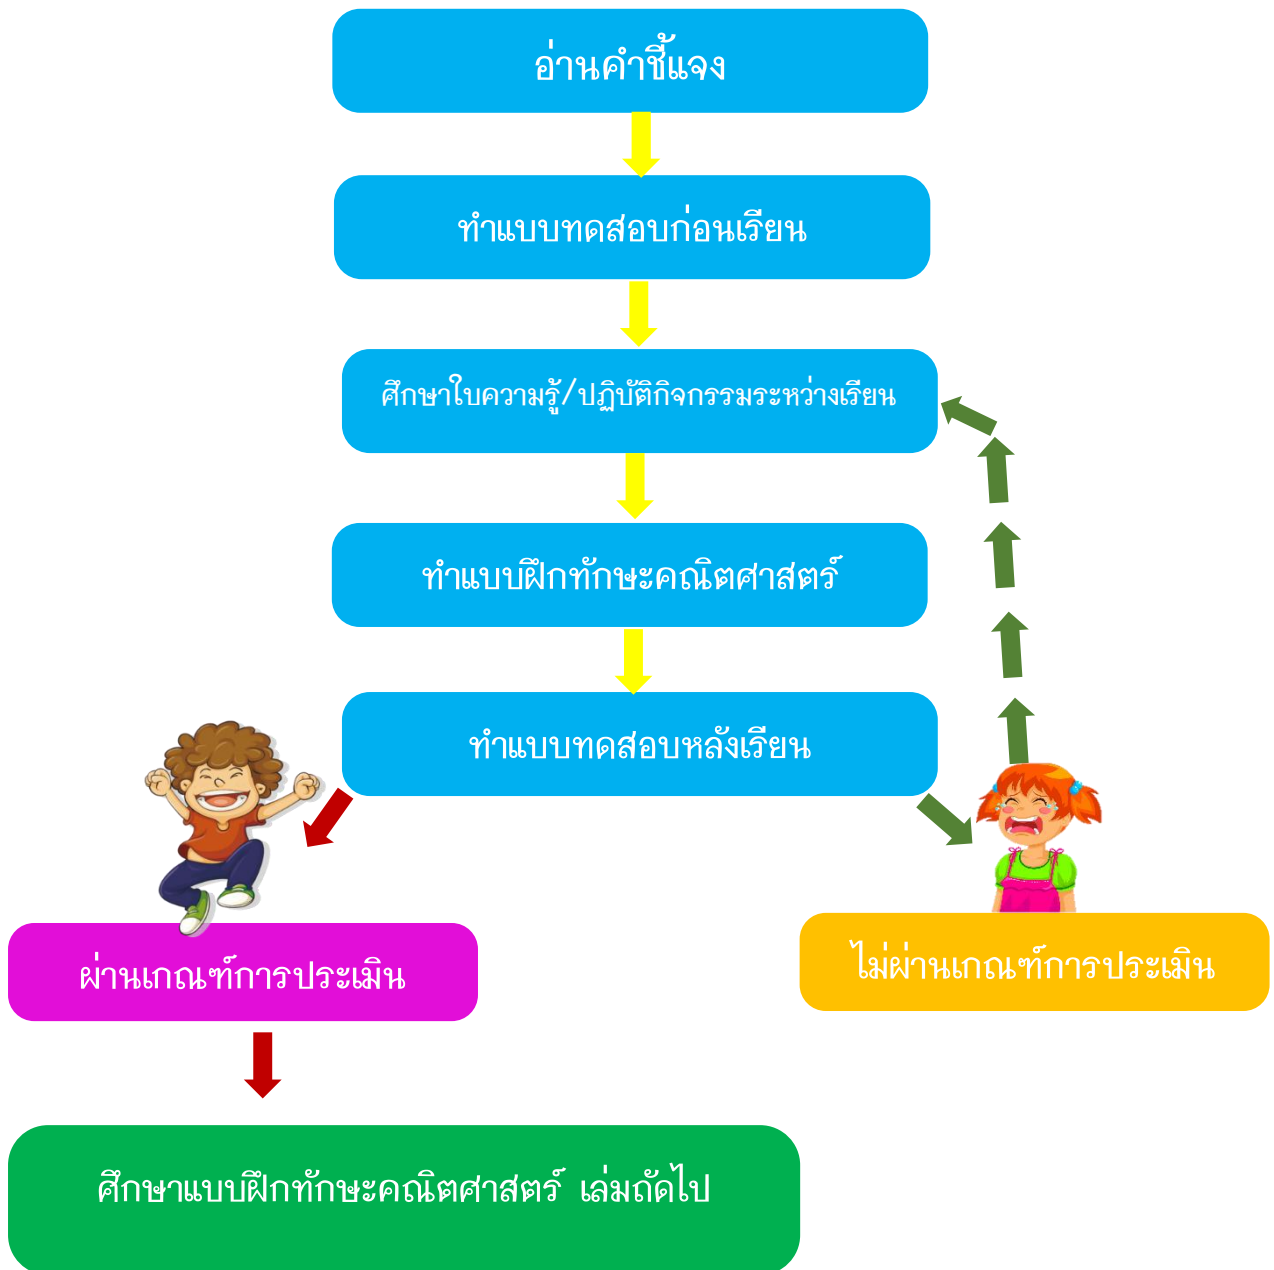 อ่านคำชี้แจง
ทำแบบทดสอบก่อนเรียน
ศึกษาใบความรู้/ปฏิบัติกิจกรรมระหว่างเรียน
ทำแบบฝึกทักษะคณิตศาสตร์
ทำแบบทดสอบหลังเรียน
ผ่านเกณฑ์การประเมิน
ไม่ผ่านเกณฑ์การประเมิน
ศึกษาแบบฝึกทักษะคณิตศาสตร์ เล่มถัดไป